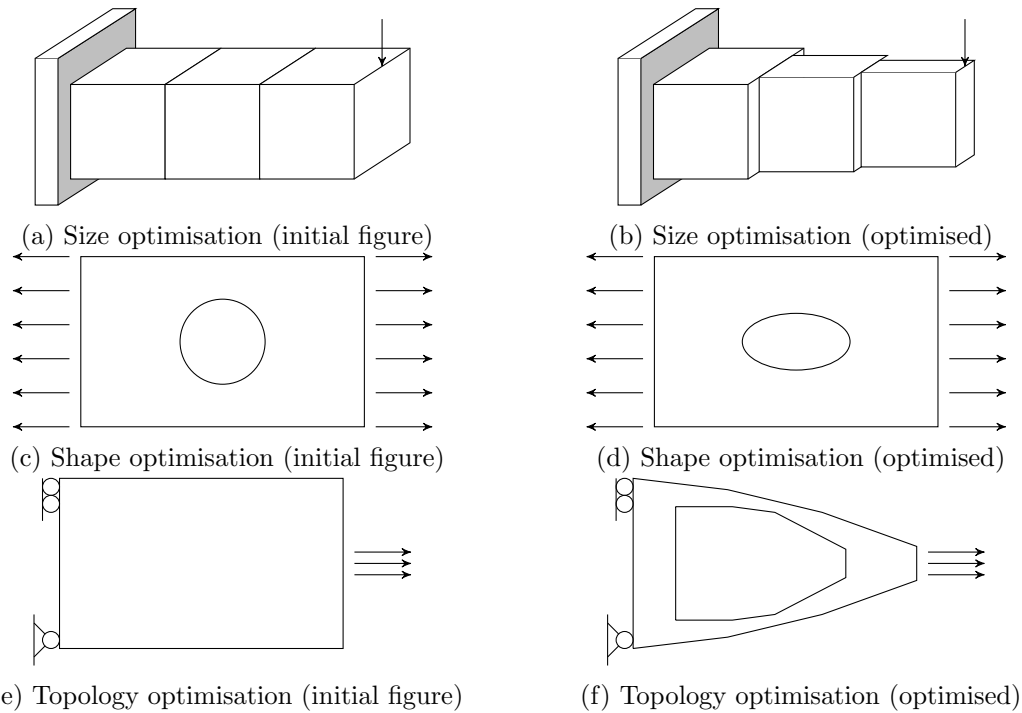 (a) Size optimisation (initial figure)
(b) Size optimisation (optimised)
(c) Shape optimisation (initial figure)
(d) Shape optimisation (optimised)
e) Topology optimisation (initial figure)
(f) Topology optimisation (optimised)